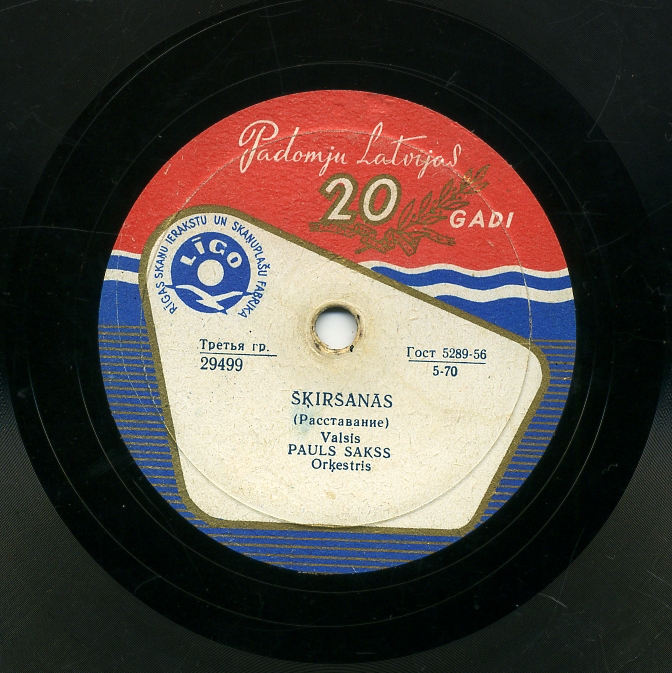 Padomju Latvijas
20 GADI
RĪGAS SKAŅU IERAKSTU UN SKAŅUPLAŠU FABRIKA
LĪGO
Третья гр.
29499
Гост 5289-56
5-70
ŠĶIRŠANĀS
(Расставание)
Valsis
PAULS SAKSS
Orķestris